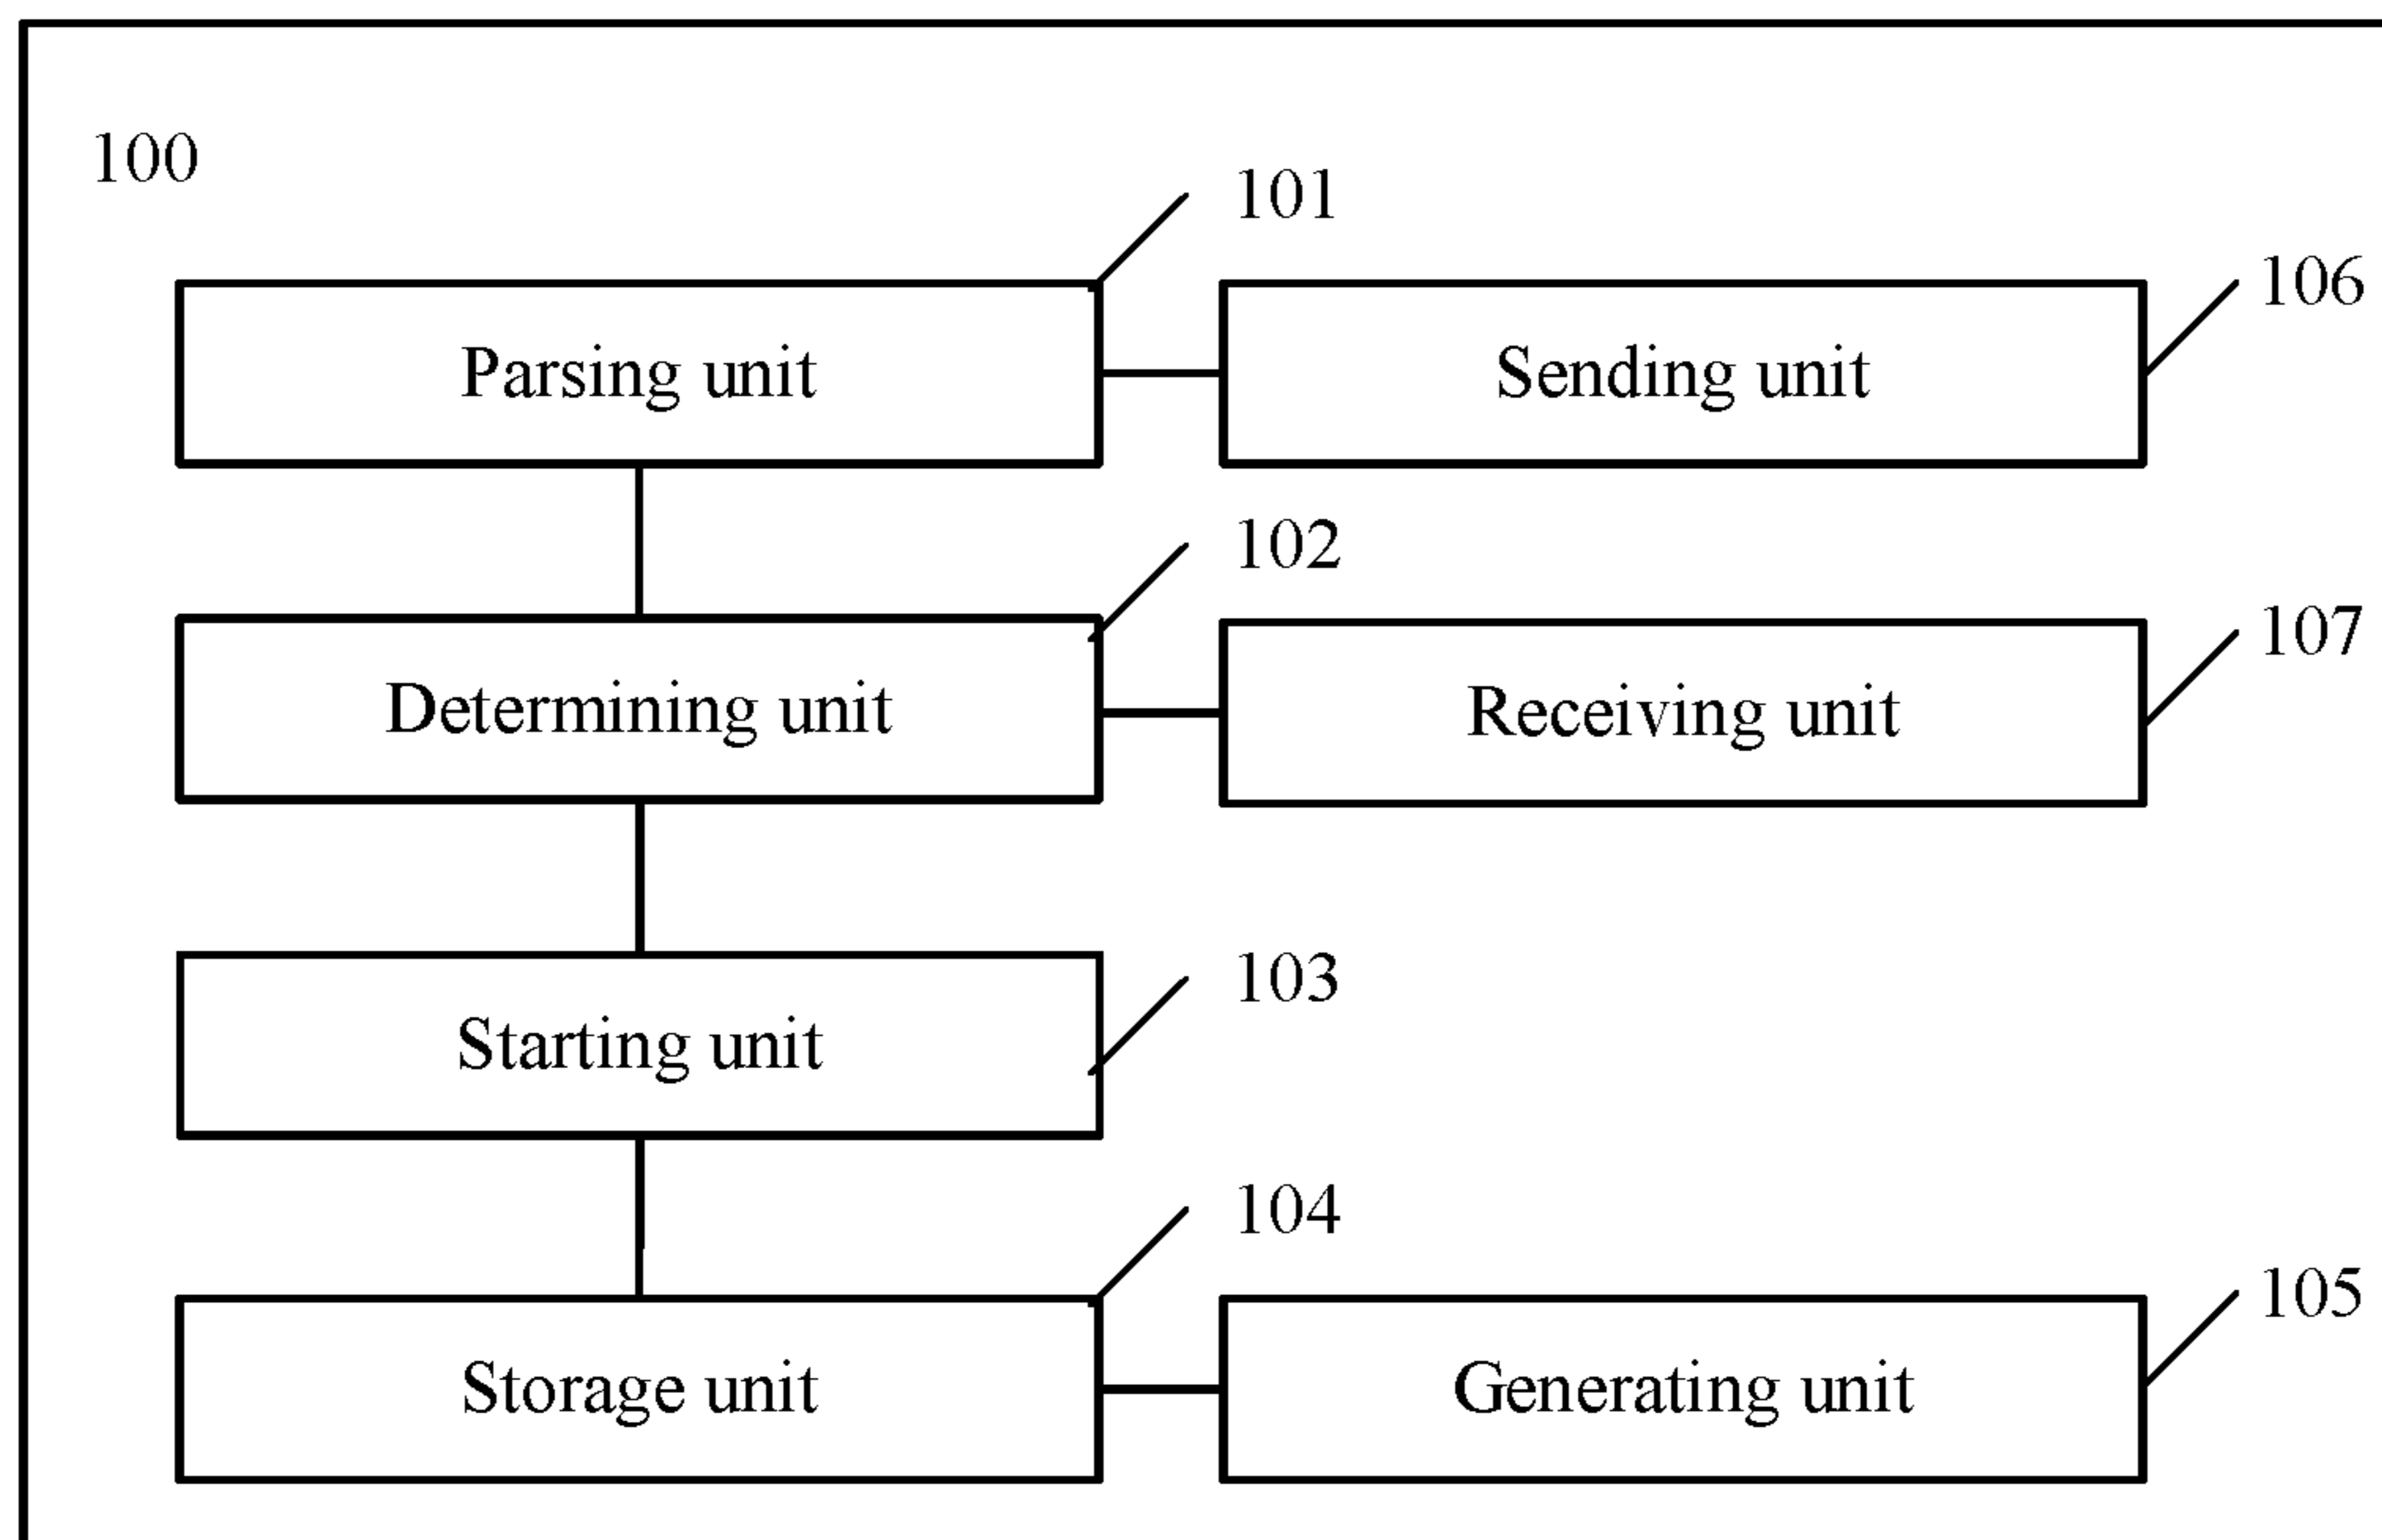 100
101
106
Parsing unit
Sending unit
102
107
Determining unit
Receiving unit
103
Starting unit
104
105
Storage unit
Generating unit